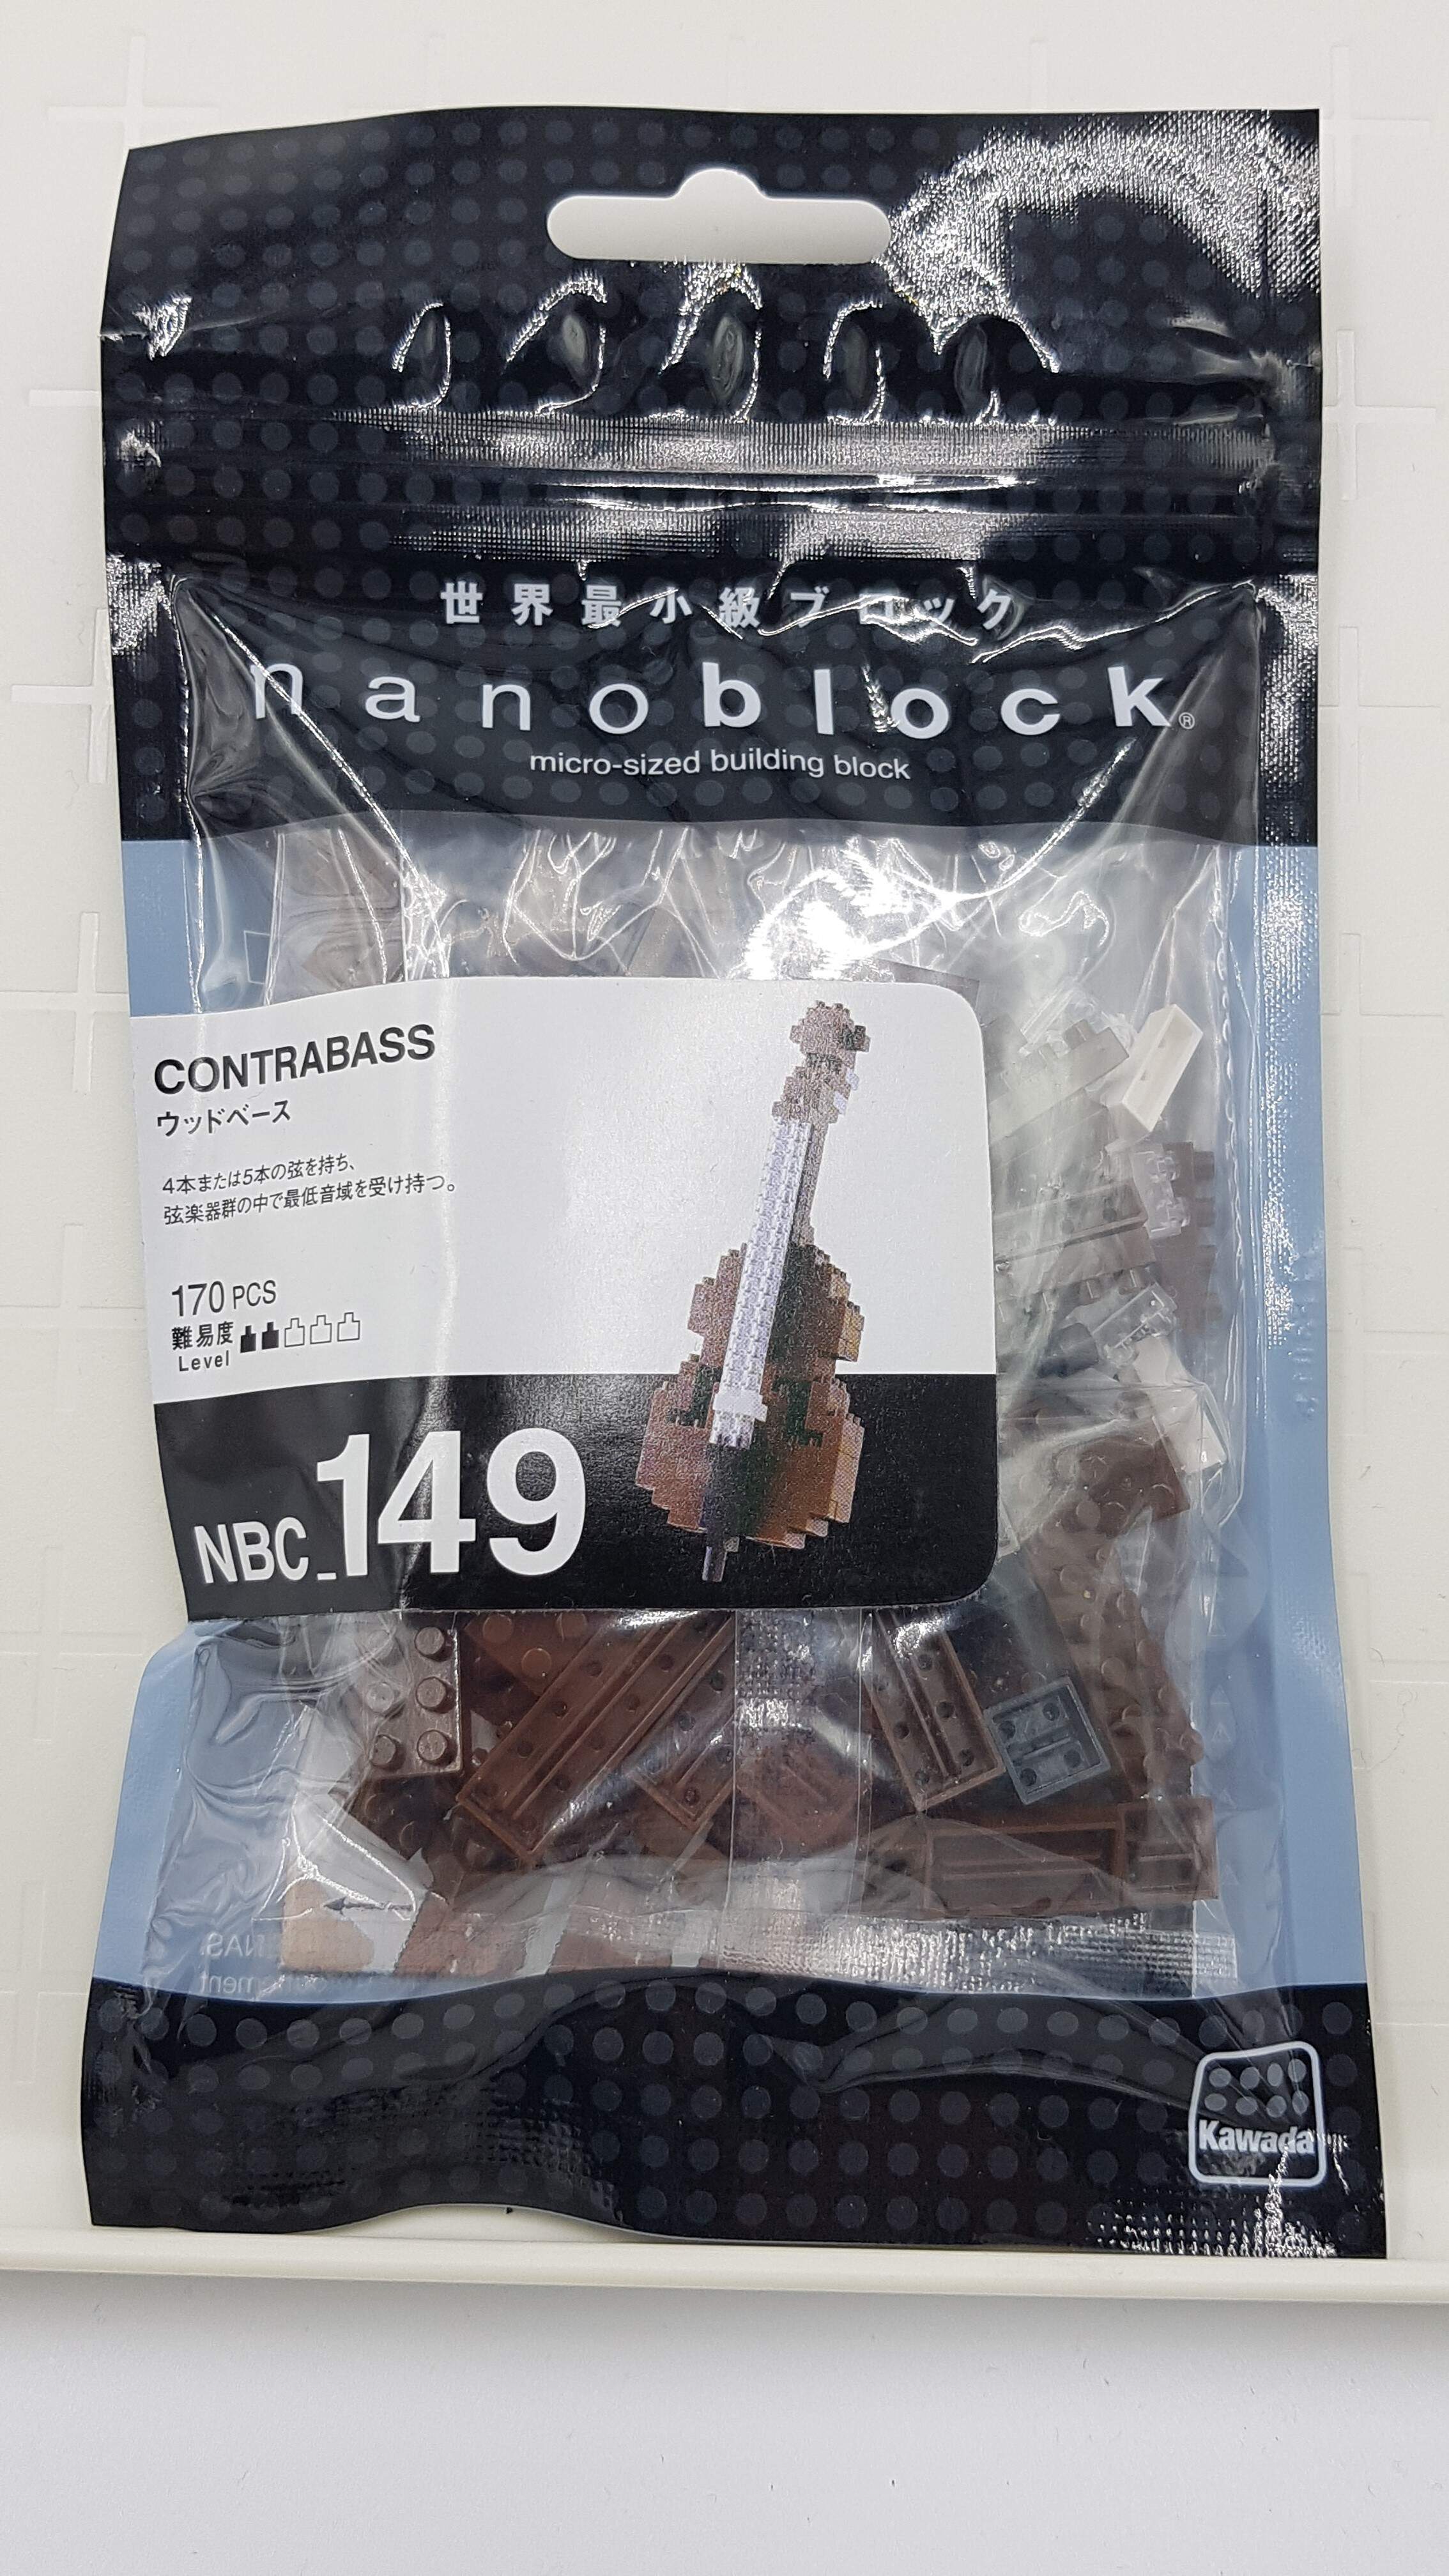 世界最小級ブロック
nanoblock®
micro-sized building block
CONTRABASS
ウッドベース
4本または5本の弦を持ち、
弦楽器群の中で最低音域を受け持つ。
170 PCS
難易度
Level
NBC_149
Kawada